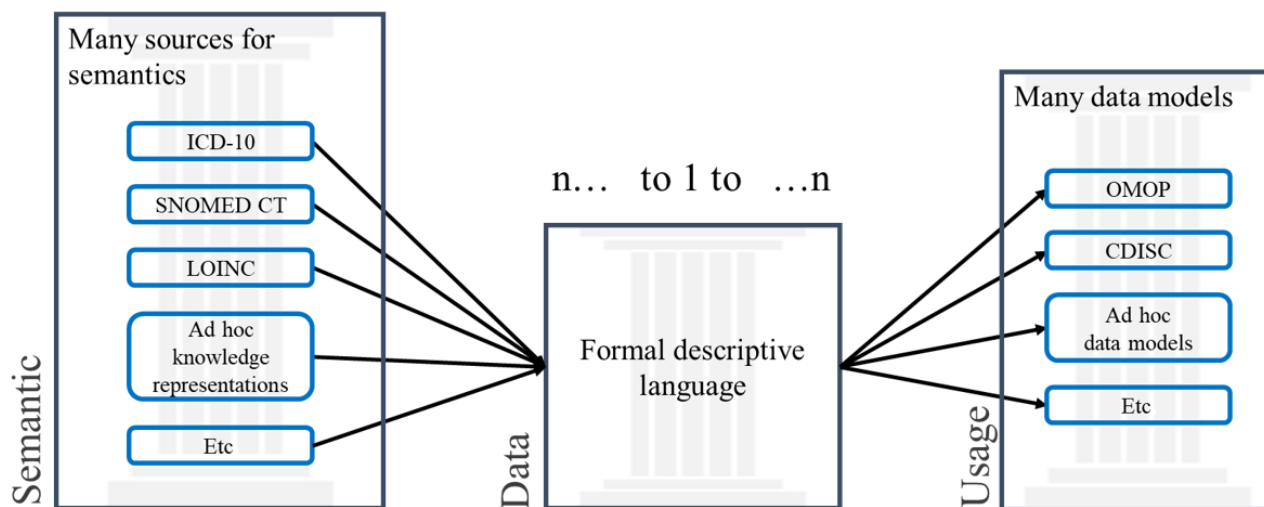 Many sources for
semantics
ICD-10
SNOMED CT
LOINC
Ad hoc
knowledge
representations
Etc
Semantic
n… to 1 to …n
Formal descriptive
language
Data
Many data models
OMOP
CDISC
Ad hoc
data models
Etc
Usage